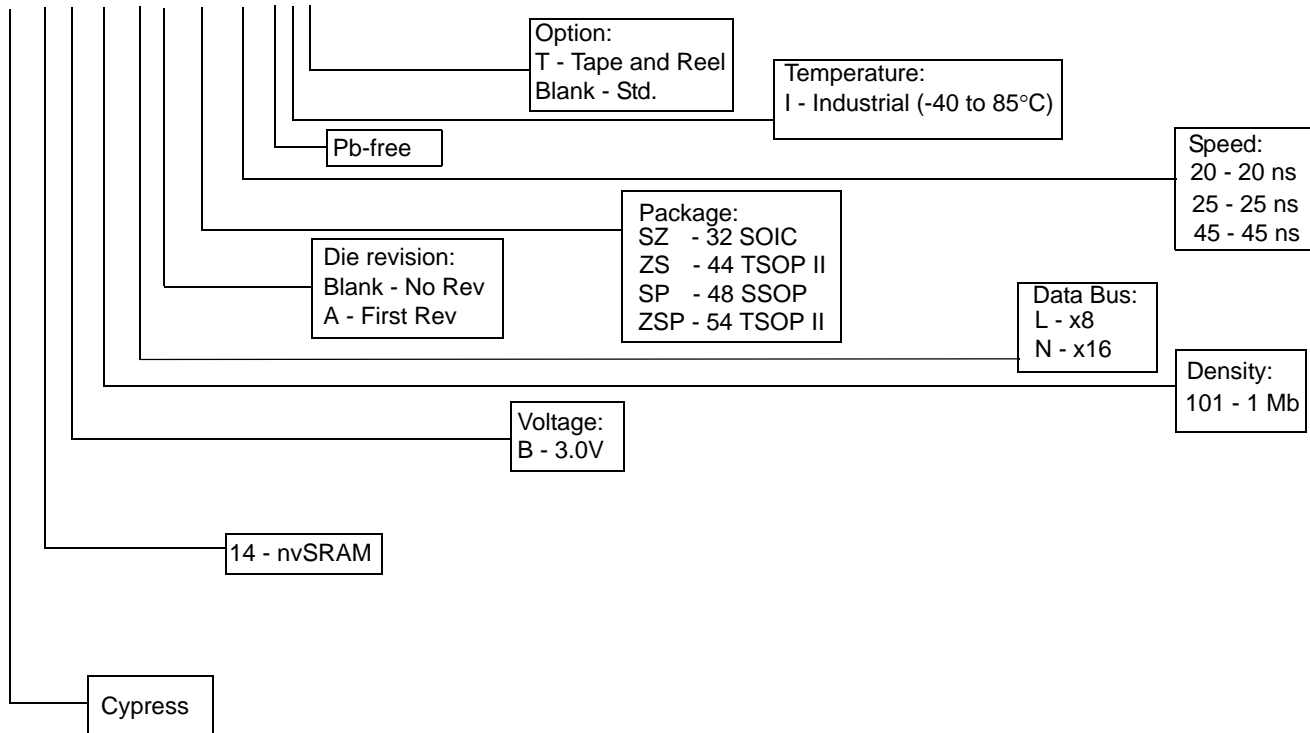 Option:
T - Tape and Reel
Blank - Std.
Temperature:
I - Industrial (-40 to 85°C)
Pb-free
Speed:
20 - 20 ns
25 - 25 ns
45 - 45 ns
Package:
SZ - 32 SOIC
ZS - 44 TSOP II
SP - 48 SSOP
ZSP - 54 TSOP II
Die revision:
Blank - No Rev
A - First Rev
Data Bus:
L - x8
N - x16
Density:
101 - 1 Mb
Voltage:
B - 3.0V
14 - nvSRAM
Cypress